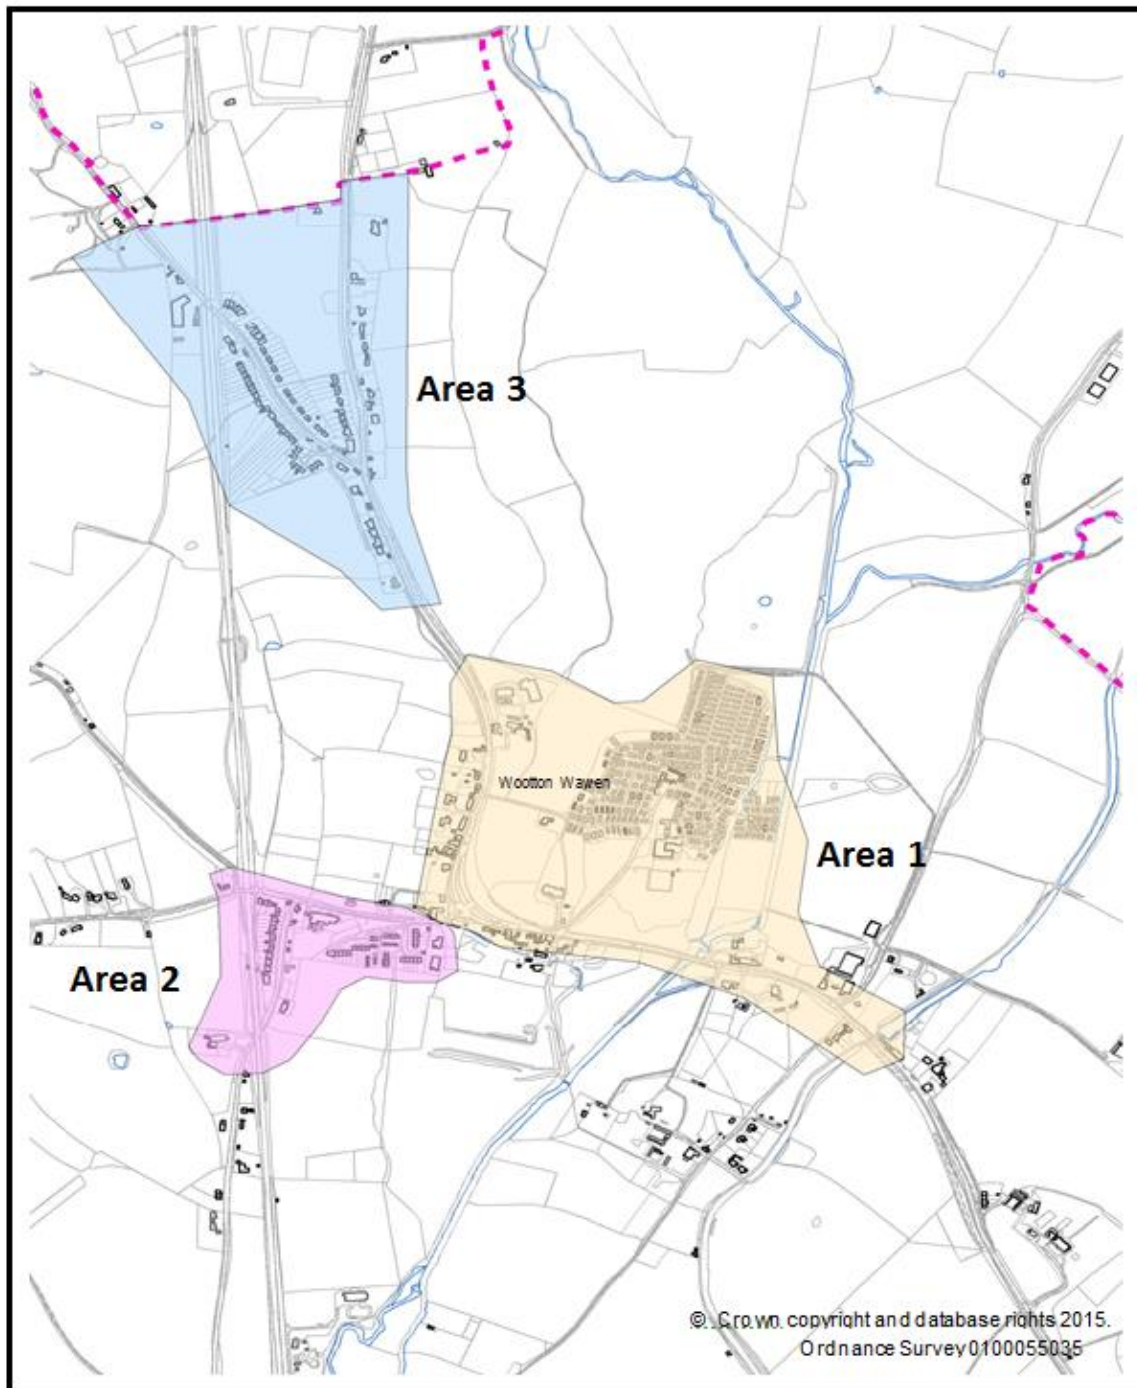 Area 3
Wootton Wawen
Area 1
Area 2
© Crown copyright and database rights 2015.
Ordnance Survey 0100055035